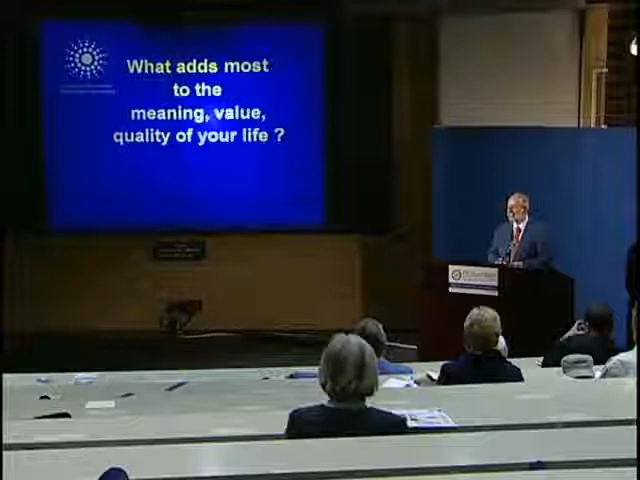 What adds most
to the
meaning, value,
quality of your life ?